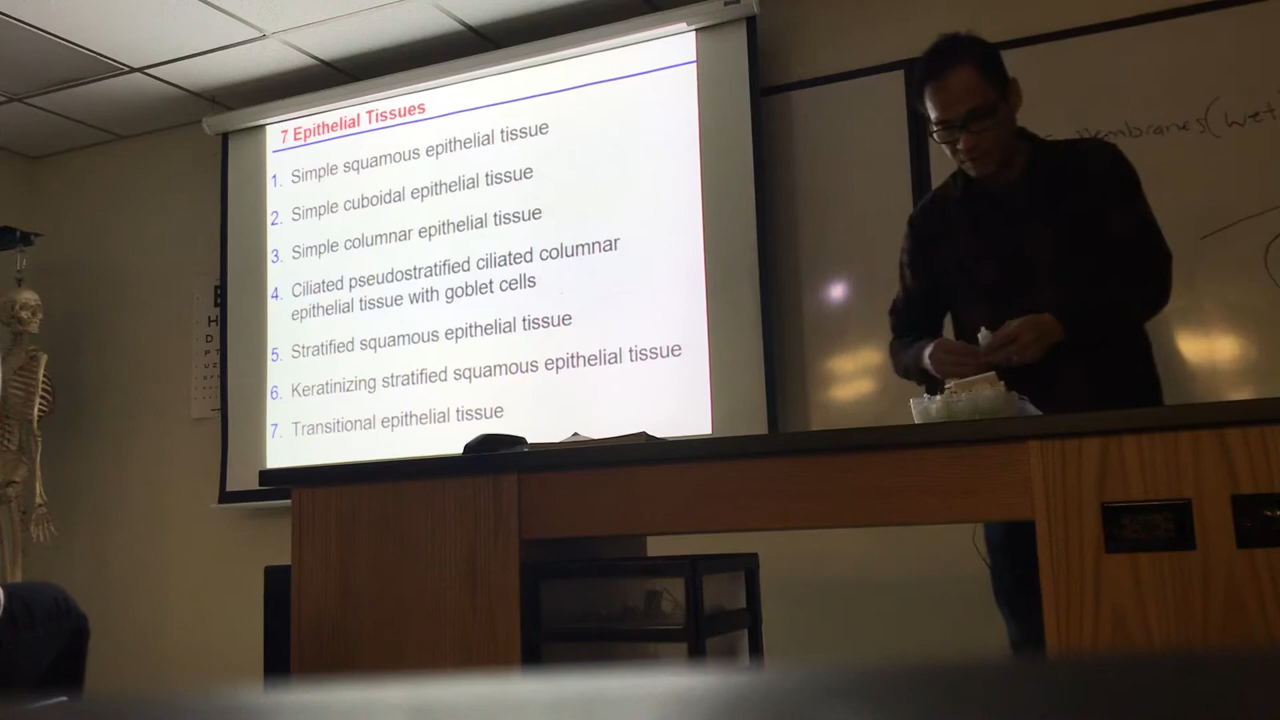 7 Epithelial Tissues
1. Simple squamous epithelial tissue
2. Simple cuboidal epithelial tissue
3. Simple columnar epithelial tissue
4. Ciliated pseudostratified ciliated columnar
epithelial tissue with goblet cells
5. Stratified squamous epithelial tissue
6. Keratinizing stratified squamous epithelial tissue
7. Transitional epithelial tissue
Membranes (wet
E
H
D
P